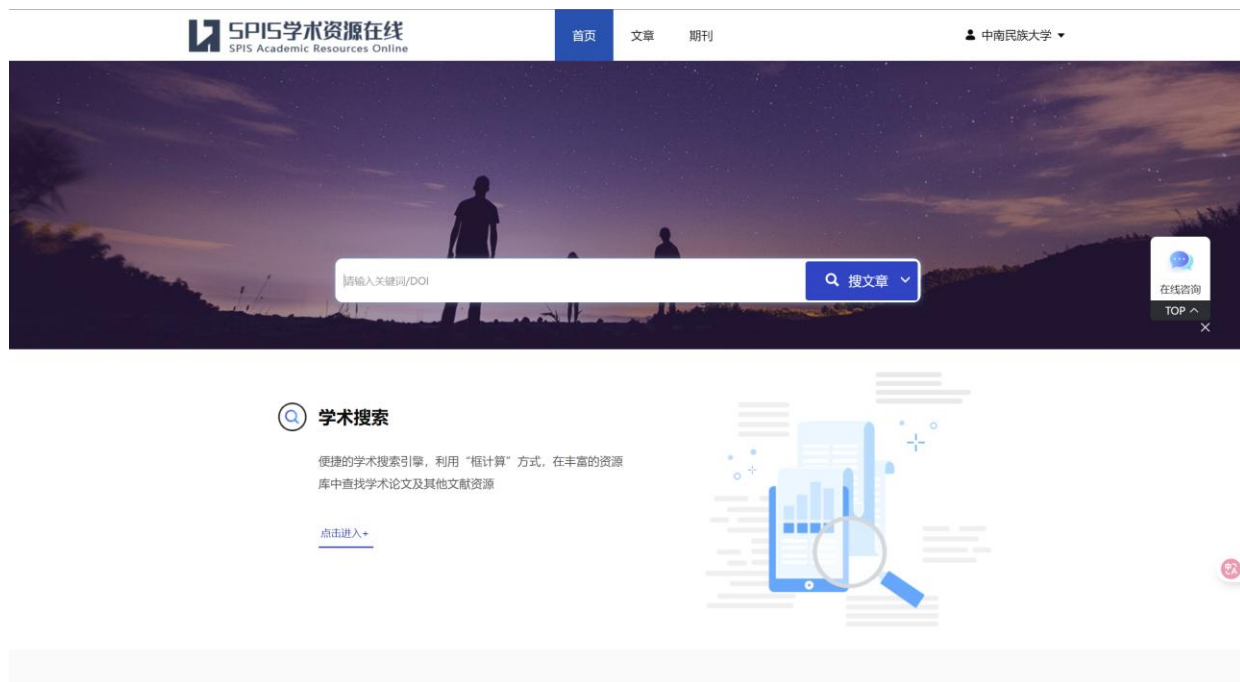 SPIS学术资源在线
SPIS Academic Resources Online
首页
文章
期刊
中南民族大学
请输入关键词/DOI
搜文章
在线咨询
TOP
学术搜索
便捷的学术搜索引擎，利用“框计算”方式，在丰富的资源
库中查找学术论文及其他文献资源
点击进入+